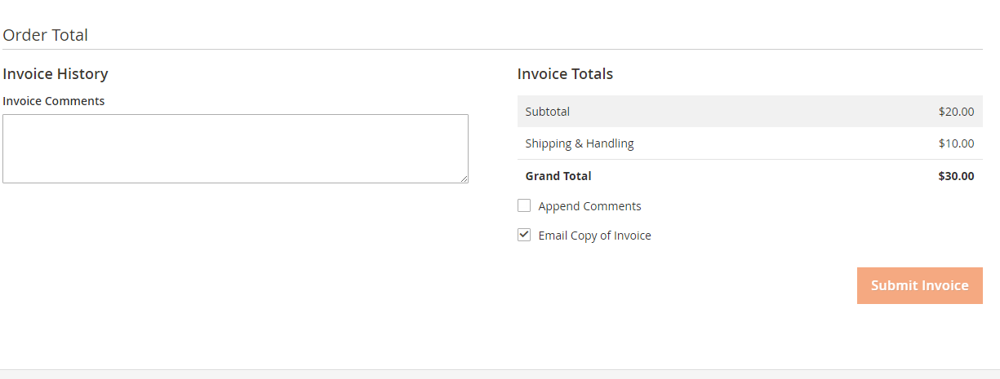 Order Total
Invoice History
Invoice Comments
Invoice Totals
Subtotal $20.00
Shipping & Handling $10.00
Grand Total $30.00
Append Comments
Email Copy of Invoice
Submit Invoice